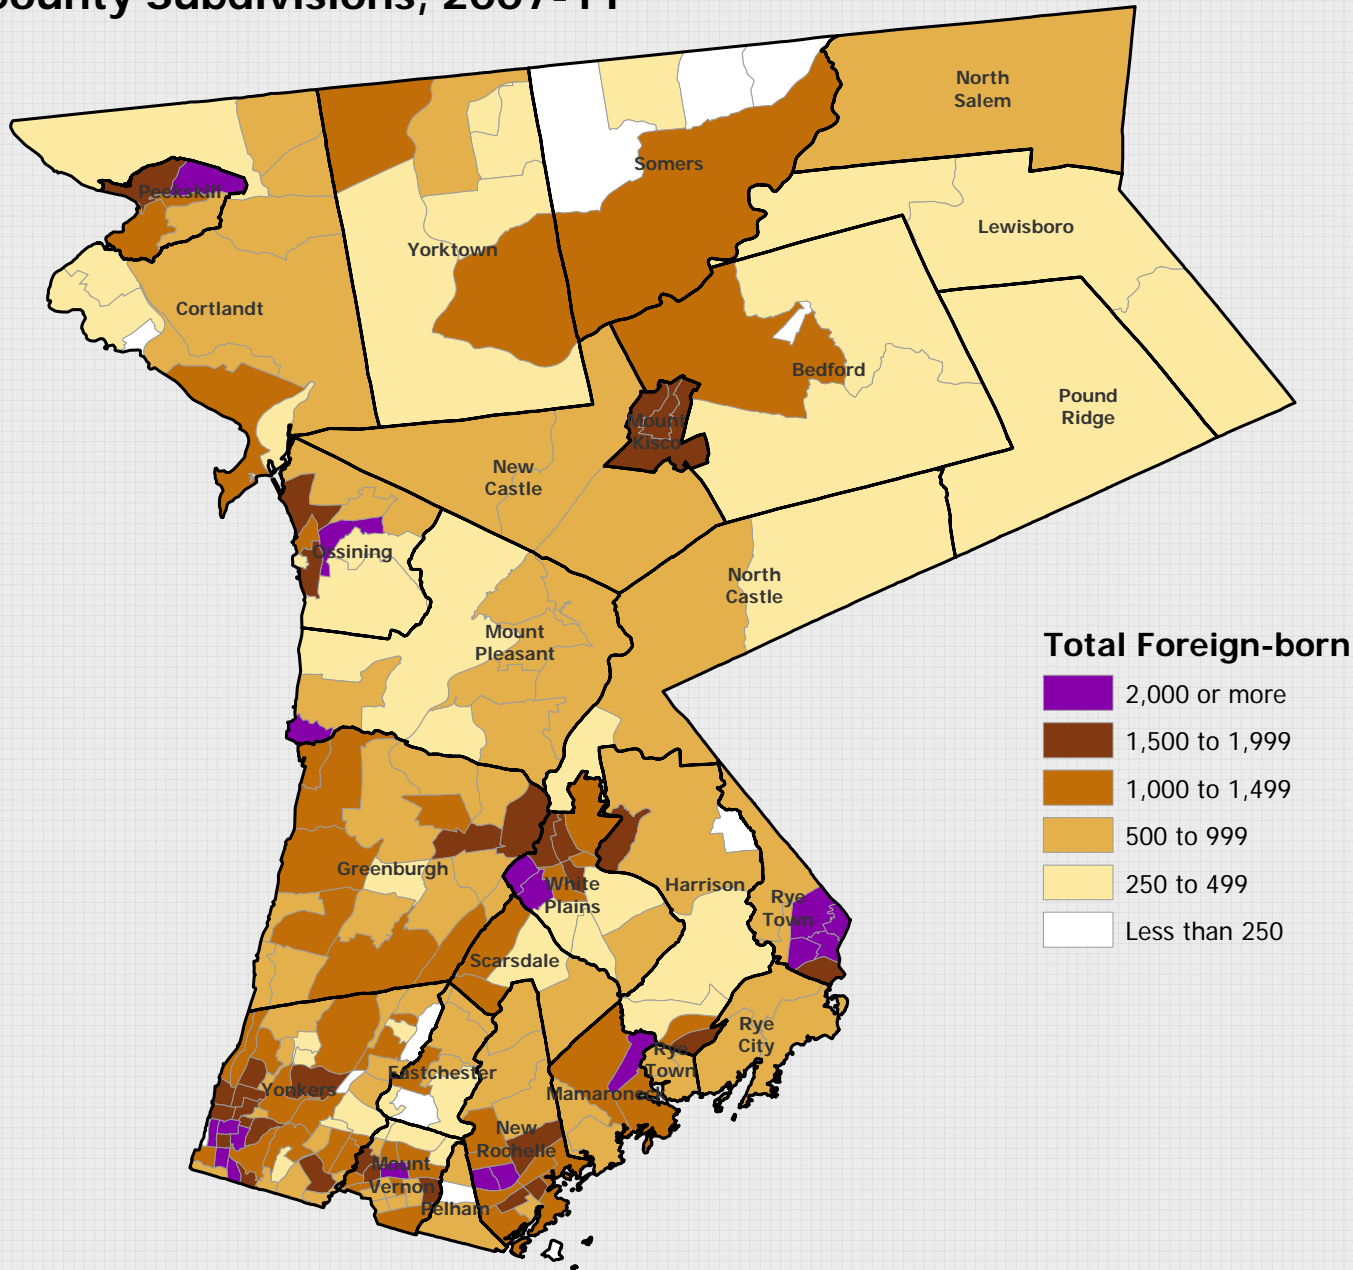 County Subdivisions, 2007-11
North
Salem
Somers
Peekskill
Lewisboro
Yorktown
Cortlandt
Bedford
Pound
Ridge
Mount
Kisco
New
Castle
Ossining
North
Castle
Mount
Pleasant
Total Foreign-born
2,000 or more
1,500 to 1,999
1,000 to 1,499
500 to 999
250 to 499
Less than 250
Greenburgh
White
Plains
Harrison
Rye
Town
Scarsdale
Rye
City
Rye
Town
Eastchester
Yonkers
Mamaroneck
New
Rochelle
Mount
Vernon
Pelham